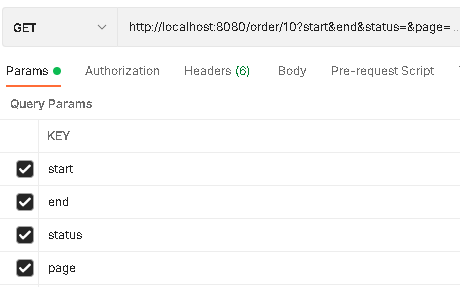 GET http://localhost:8080/order/10?start&end&status=&page= ..
Params Authorization Headers (6) Body Pre-request Script
Query Params
KEY
start
end
status
page